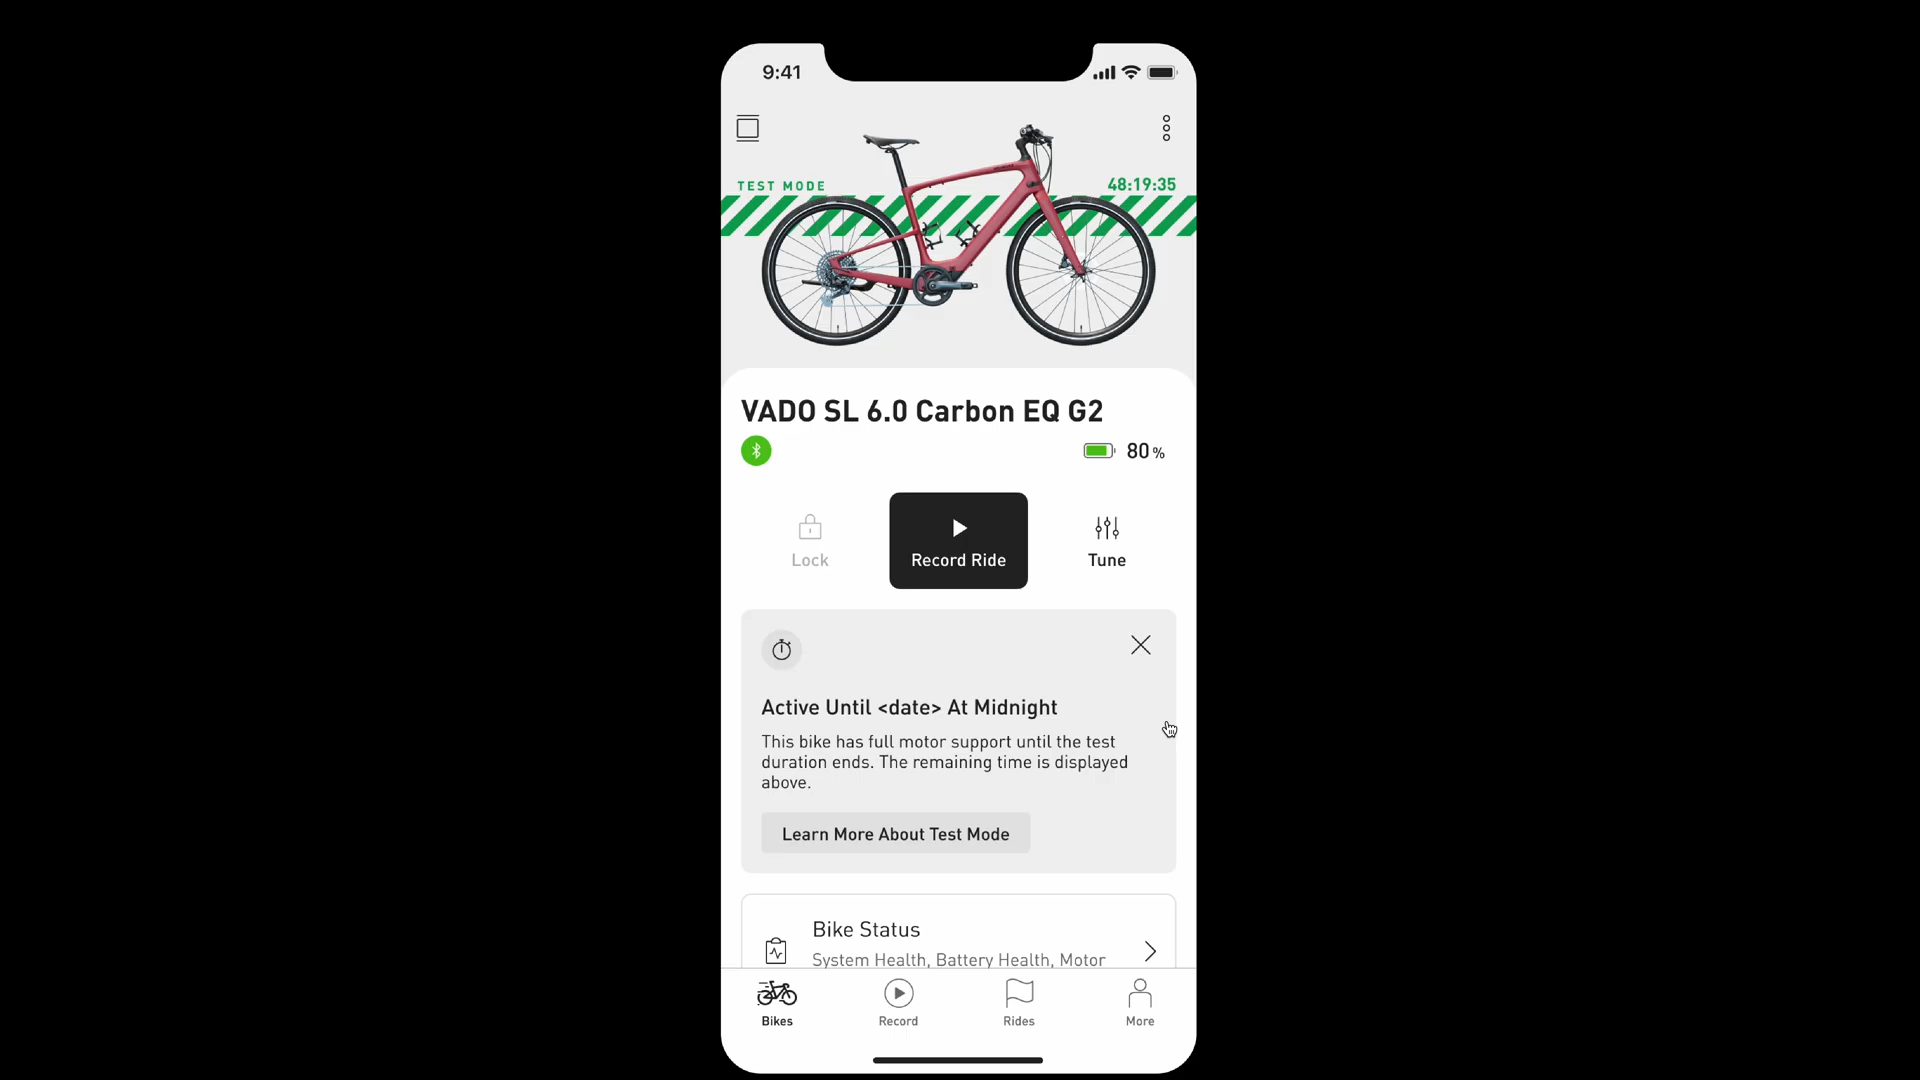 9:41
TEST MODE
48:19:35
VADO SL 6.0 Carbon EQ G2
80%
Lock
Record Ride
Tune
Active Until <date> At Midnight
This bike has full motor support until the test
duration ends. The remaining time is displayed
above.
Learn More About Test Mode
Bike Status
System Health, Battery Health, Motor
Bikes
Record
Rides
More